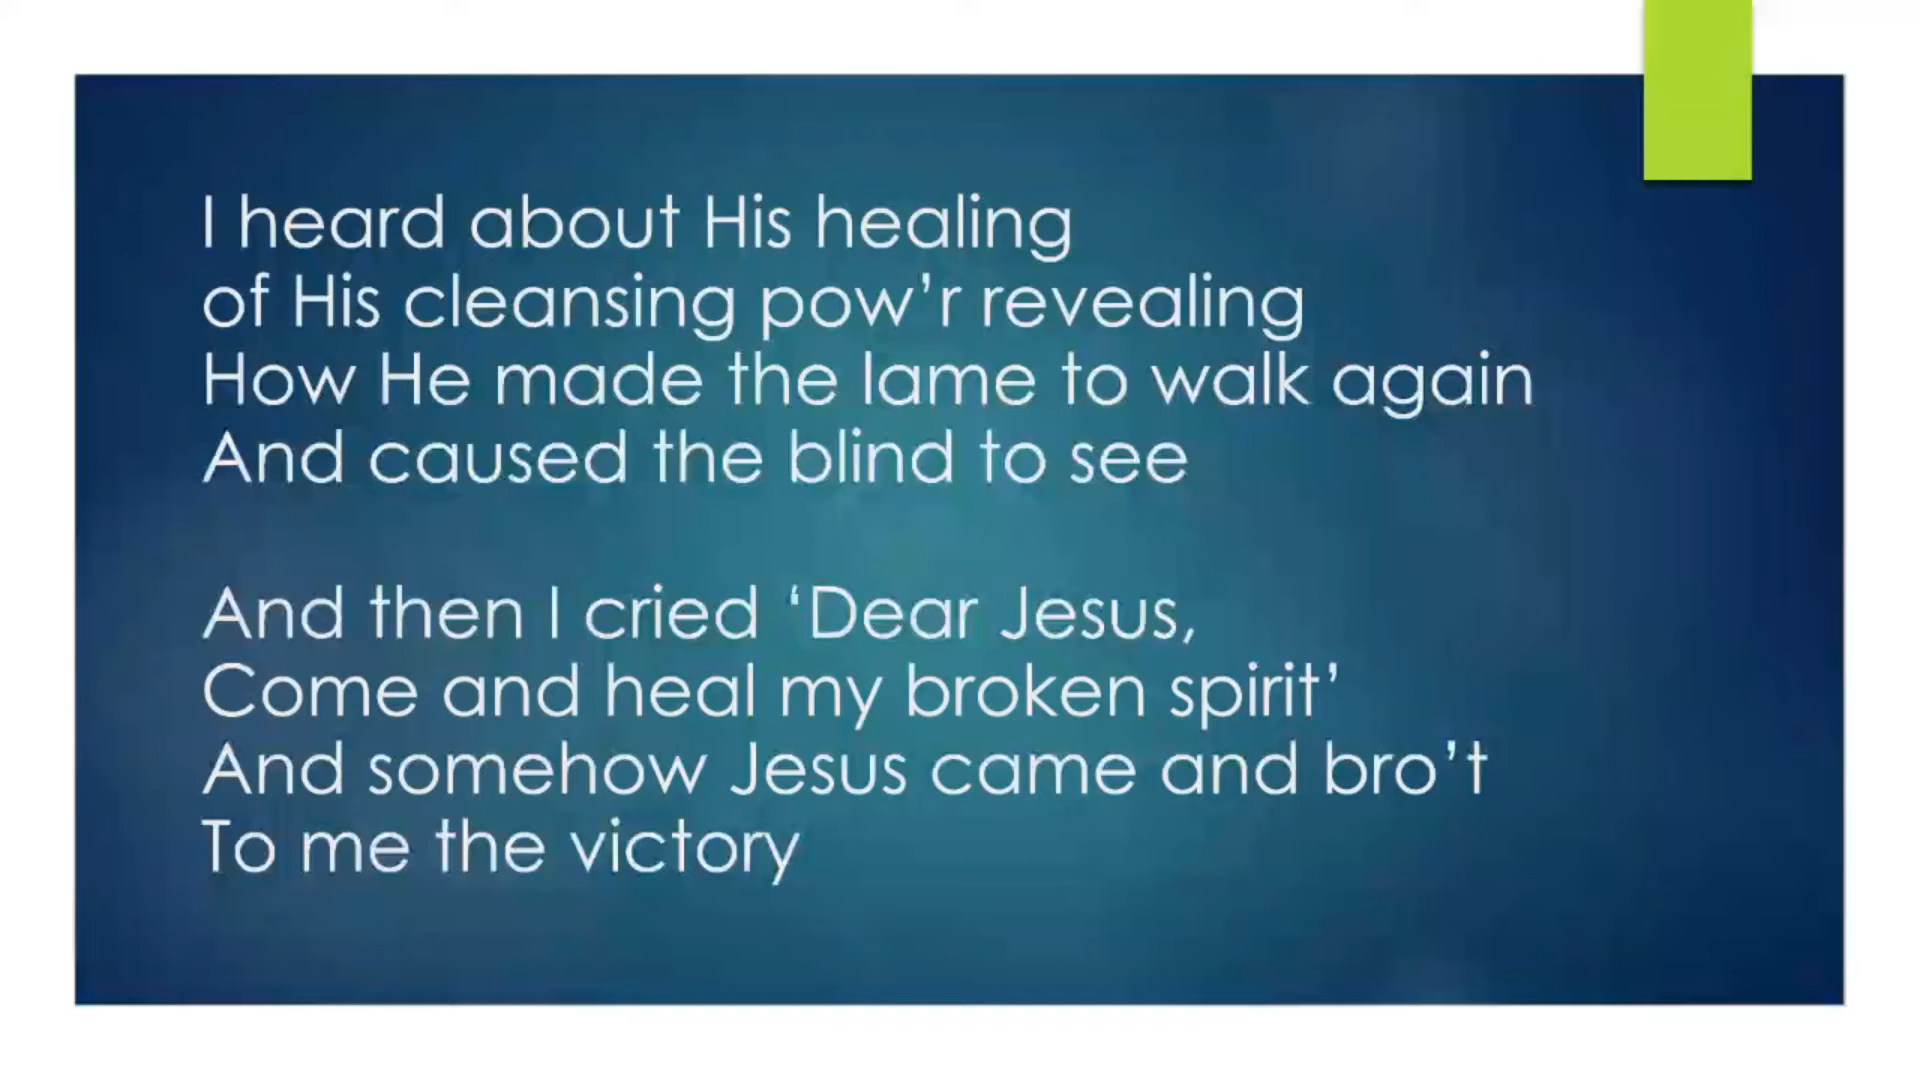 I heard about His healing
of His cleansing pow’r revealing
How He made the lame to walk again
And caused the blind to see
And then I cried ‘Dear Jesus,
Come and heal my broken spirit’
And somehow Jesus came and bro’t
To me the victory